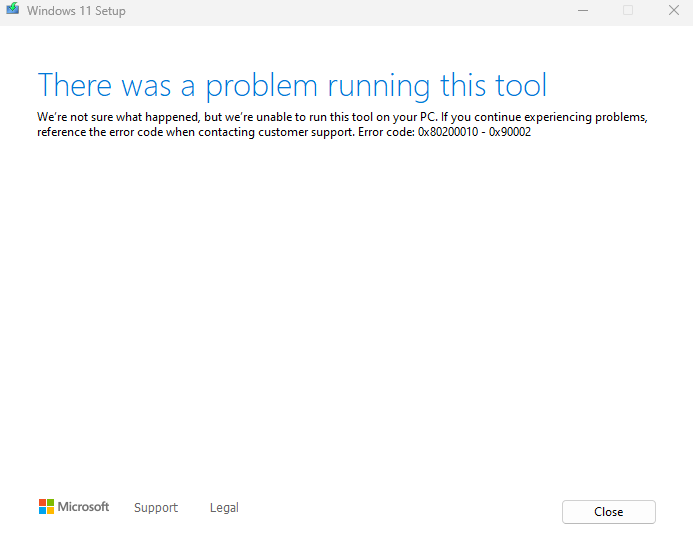 Windows 11 Setup
There was a problem running this tool
We're not sure what happened, but we're unable to run this tool on your PC. If you continue experiencing problems,
reference the error code when contacting customer support. Error code: 0x80200010 - 0x90002
Microsoft Support Legal Close